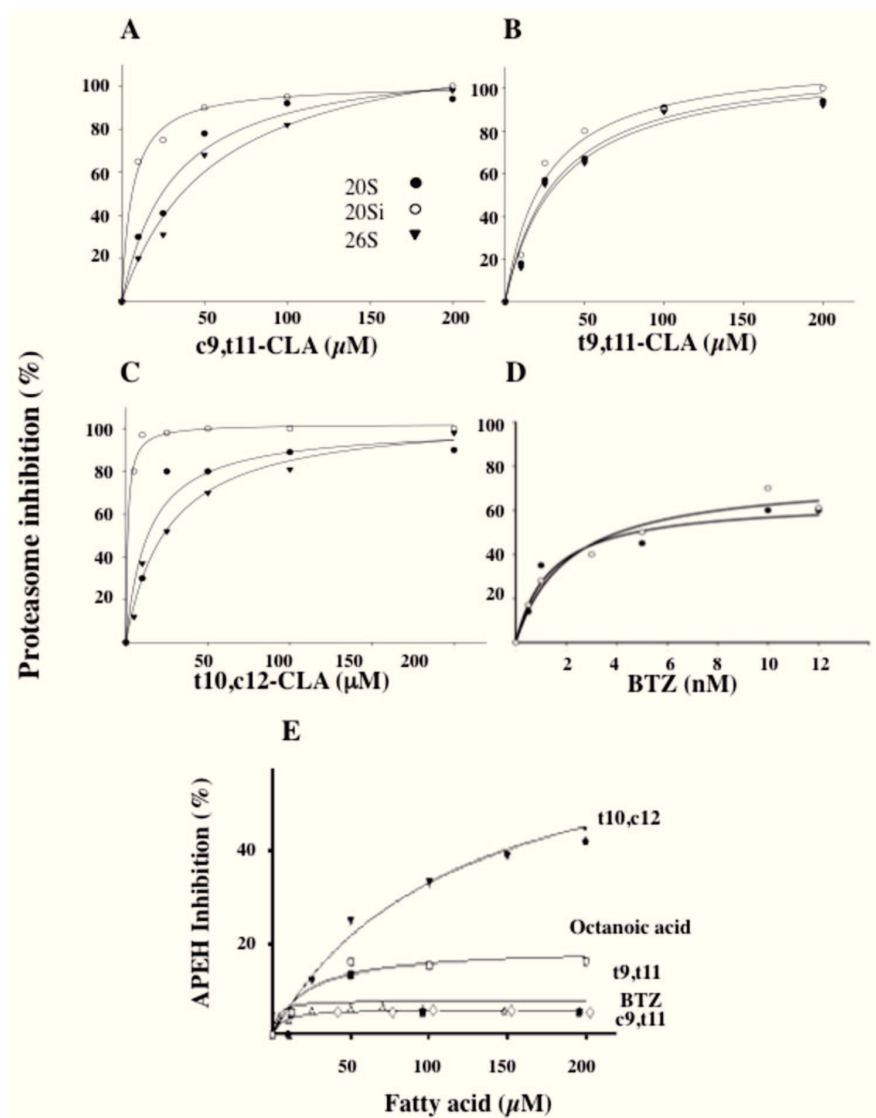 A
B
100
80
60
40
20
50
100
150
200
c9,t11-CLA (µM)
20S
20Si
26S
100
80
60
40
20
50
100
150
200
t9,t11-CLA (µM)
Proteasome inhibition (%)
C
D
100
80
60
40
20
50
100
150
200
t10,c12-CLA (µM)
100
80
60
40
20
2
4
6
8
10
12
BTZ (nM)
E
APEH Inhibition (%)
40
20
t10,c12
Octanoic acid
t9,t11
BTZ
c9,t11
50
100
150
200
Fatty acid (µM)